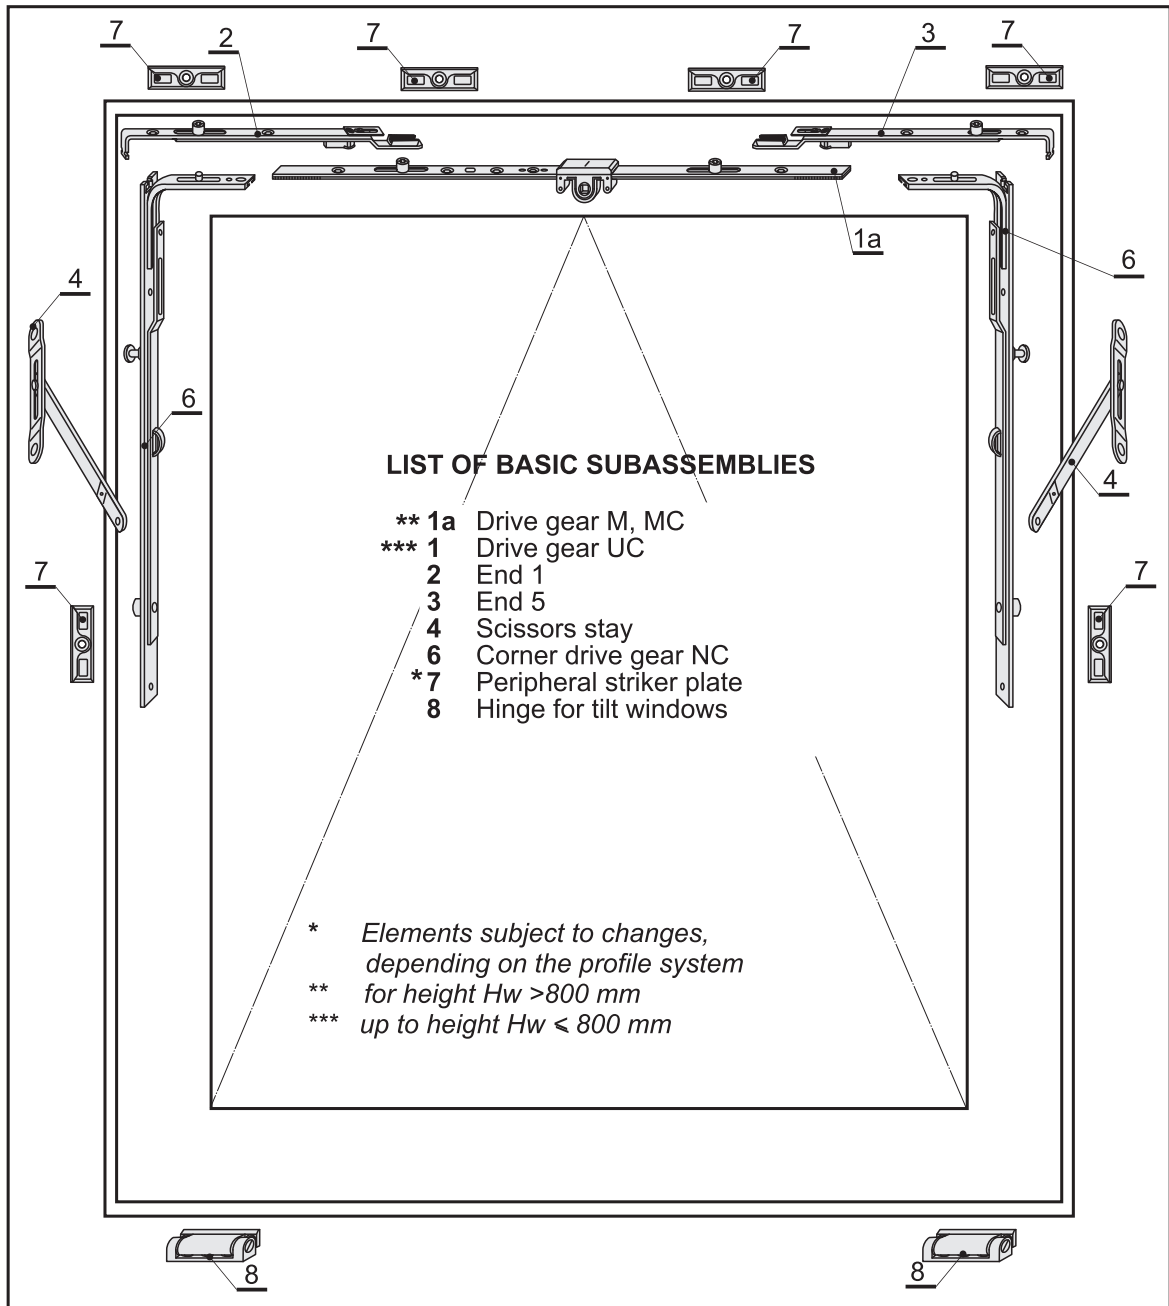 7
2
7
7
3
7
1a
6
4
6
4
LIST OF BASIC SUBASSEMBLIES
** 1a Drive gear M, MC
*** 1 Drive gear UC
2 End 1
3 End 5
4 Scissors stay
6 Corner drive gear NC
* 7 Peripheral striker plate
8 Hinge for tilt windows
7
7
* Elements subject to changes,
depending on the profile system
** for height Hw >800 mm
*** up to height Hw ⩽ 800 mm
8
8